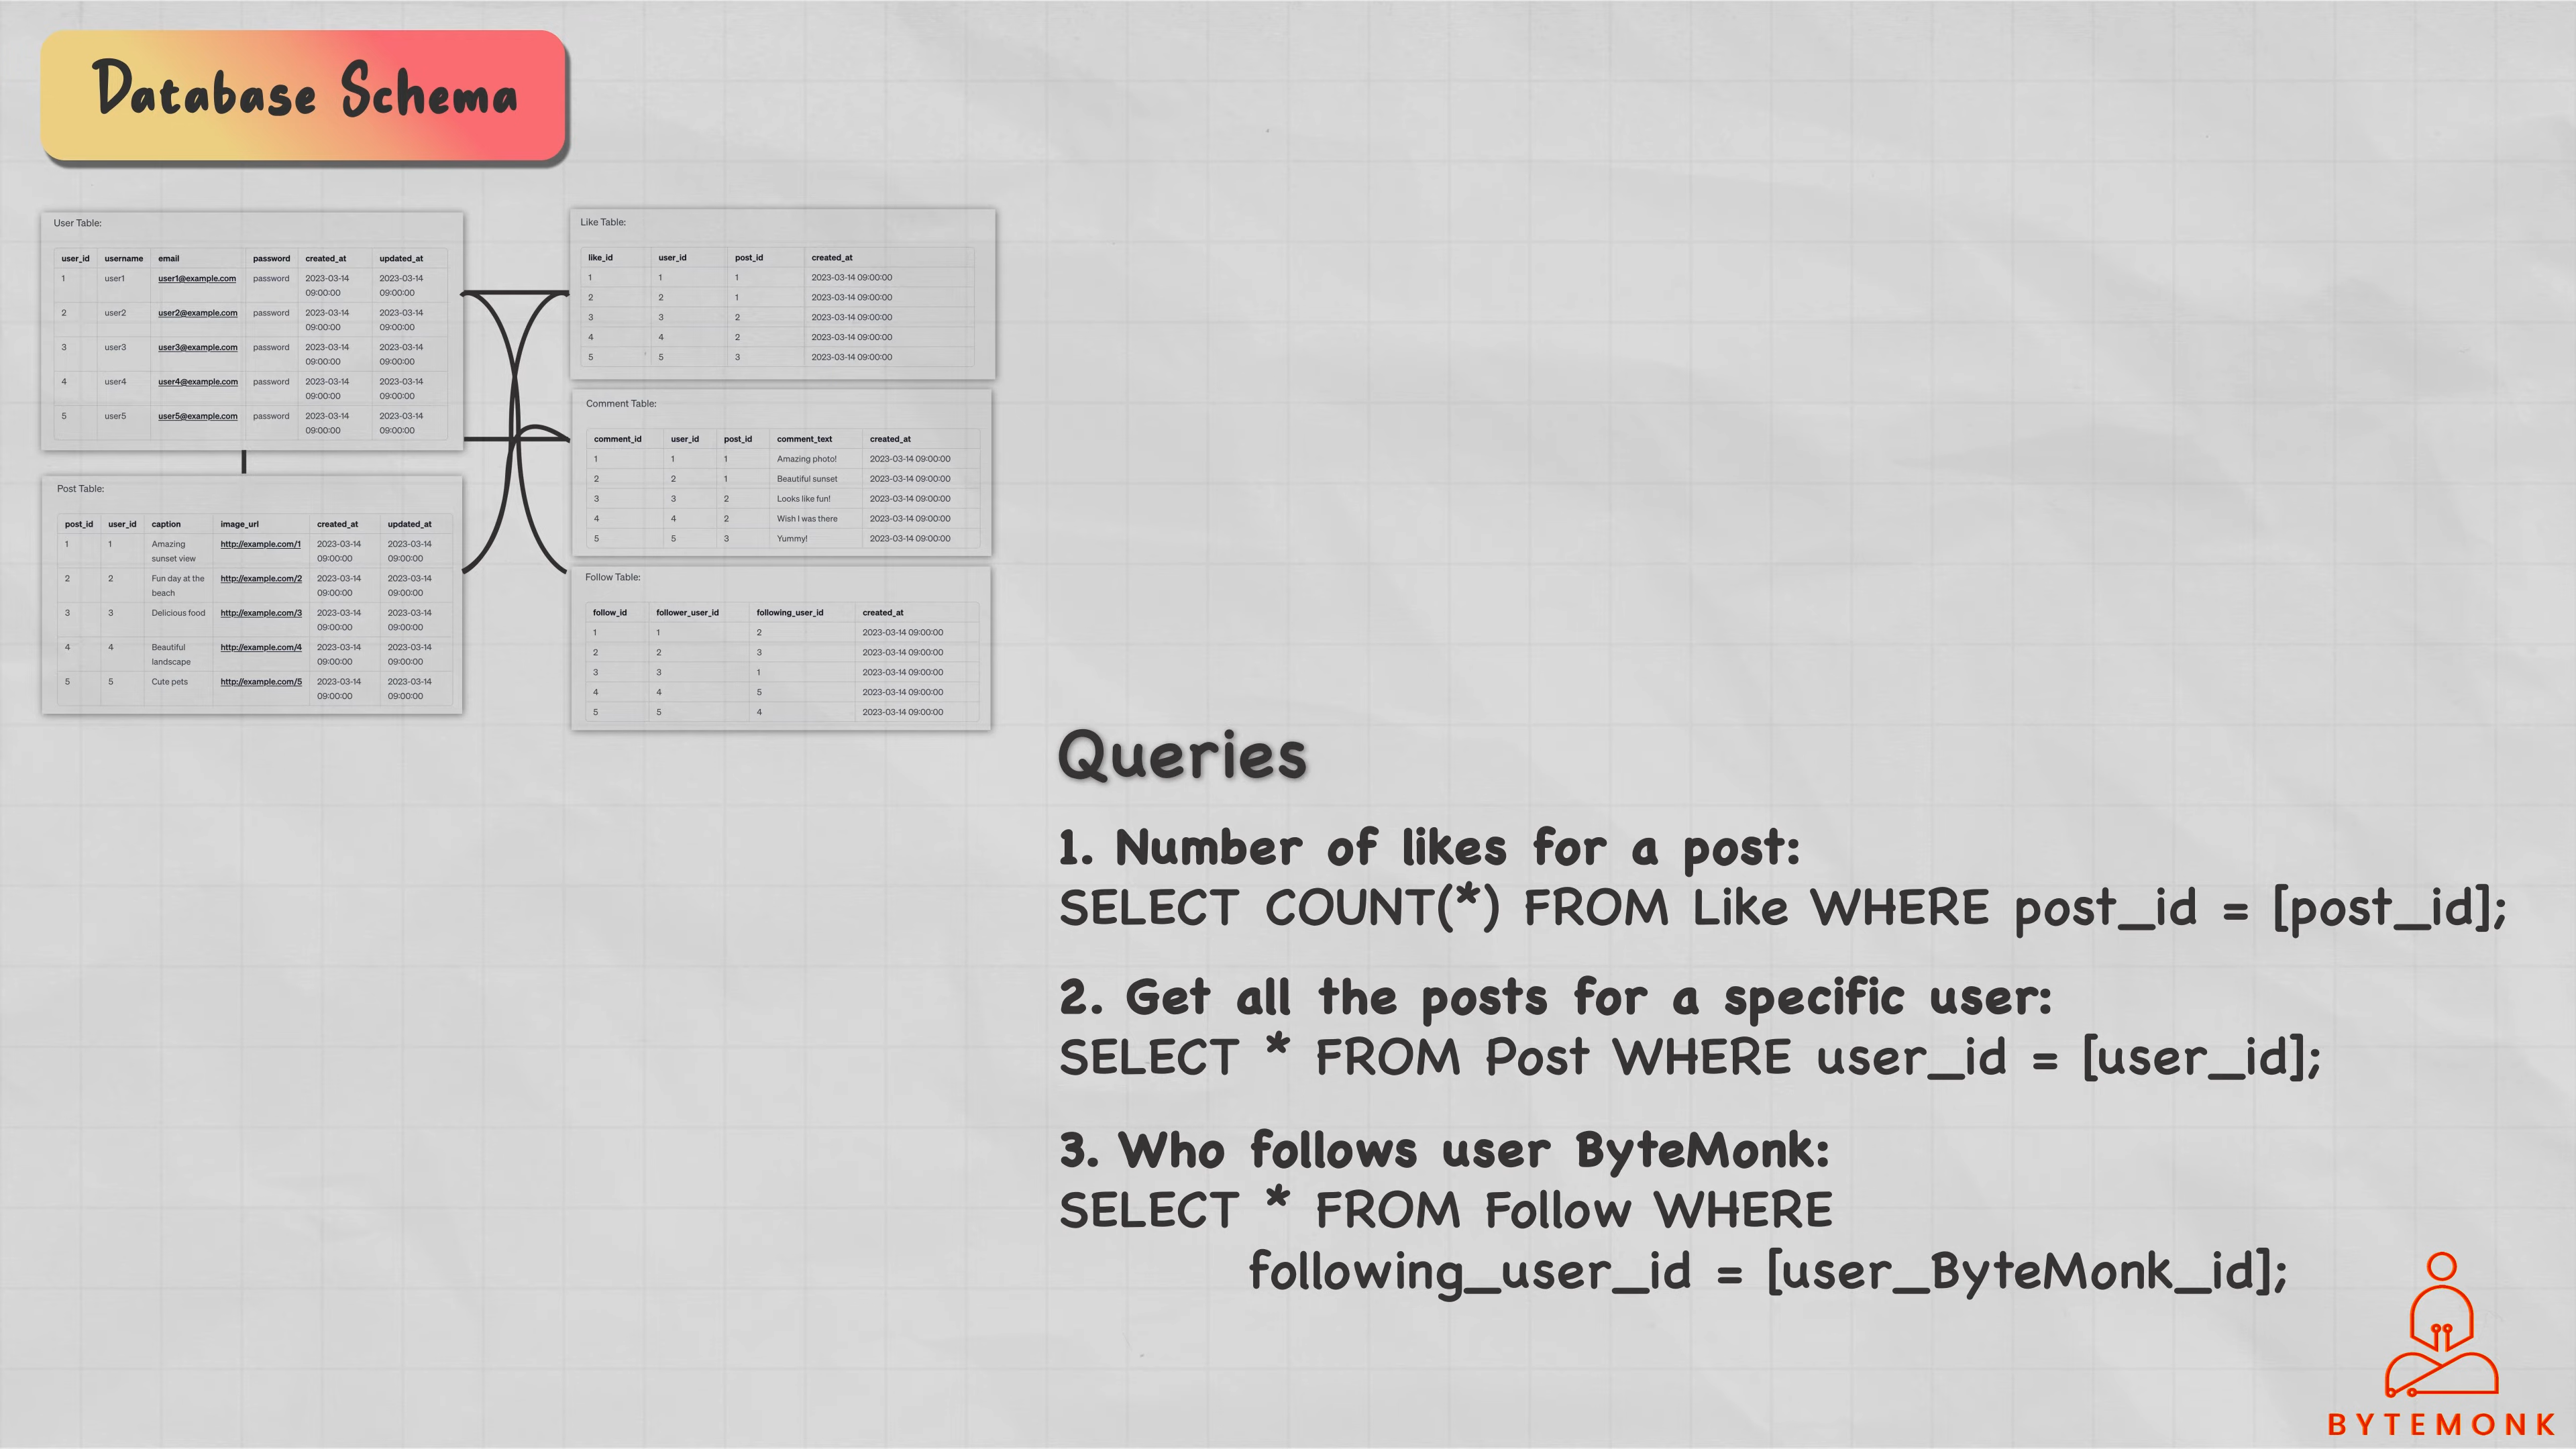 Database Schema
User Table:
user_id username email password created_at updated_at
1 user1 user1@example.com password 2023-03-14 09:00:00 2023-03-14 09:00:00
2 user2 user2@example.com password 2023-03-14 09:00:00 2023-03-14 09:00:00
3 user3 user3@example.com password 2023-03-14 09:00:00 2023-03-14 09:00:00
4 user4 user4@example.com password 2023-03-14 09:00:00 2023-03-14 09:00:00
5 user5 user5@example.com password 2023-03-14 09:00:00 2023-03-14 09:00:00
Post Table:
post_id user_id caption image_url created_at updated_at
1 1 Amazing sunset view http://example.com/1 2023-03-14 09:00:00 2023-03-14 09:00:00
2 2 Fun day at the beach http://example.com/2 2023-03-14 09:00:00 2023-03-14 09:00:00
3 3 Delicious food http://example.com/3 2023-03-14 09:00:00 2023-03-14 09:00:00
4 4 Beautiful landscape http://example.com/4 2023-03-14 09:00:00 2023-03-14 09:00:00
5 5 Cute pets http://example.com/5 2023-03-14 09:00:00 2023-03-14 09:00:00
Like Table:
like_id user_id post_id created_at
1 1 1 2023-03-14 09:00:00
2 2 1 2023-03-14 09:00:00
3 3 2 2023-03-14 09:00:00
4 4 2 2023-03-14 09:00:00
5 5 3 2023-03-14 09:00:00
Comment Table:
comment_id user_id post_id comment_text created_at
1 1 1 Amazing photo! 2023-03-14 09:00:00
2 2 1 Beautiful sunset 2023-03-14 09:00:00
3 3 2 Looks like fun! 2023-03-14 09:00:00
4 4 2 Wish I was there 2023-03-14 09:00:00
5 5 3 Yummy! 2023-03-14 09:00:00
Follow Table:
follow_id follower_user_id following_user_id created_at
1 1 2 2023-03-14 09:00:00
2 2 3 2023-03-14 09:00:00
3 3 1 2023-03-14 09:00:00
4 4 5 2023-03-14 09:00:00
5 5 4 2023-03-14 09:00:00
Queries
1. Number of likes for a post:
SELECT COUNT(*) FROM Like WHERE post_id = [post_id];
2. Get all the posts for a specific user:
SELECT * FROM Post WHERE user_id = [user_id];
3. Who follows user ByteMonk:
SELECT * FROM Follow WHERE
following_user_id = [user_ByteMonk_id];
BYTEMONK